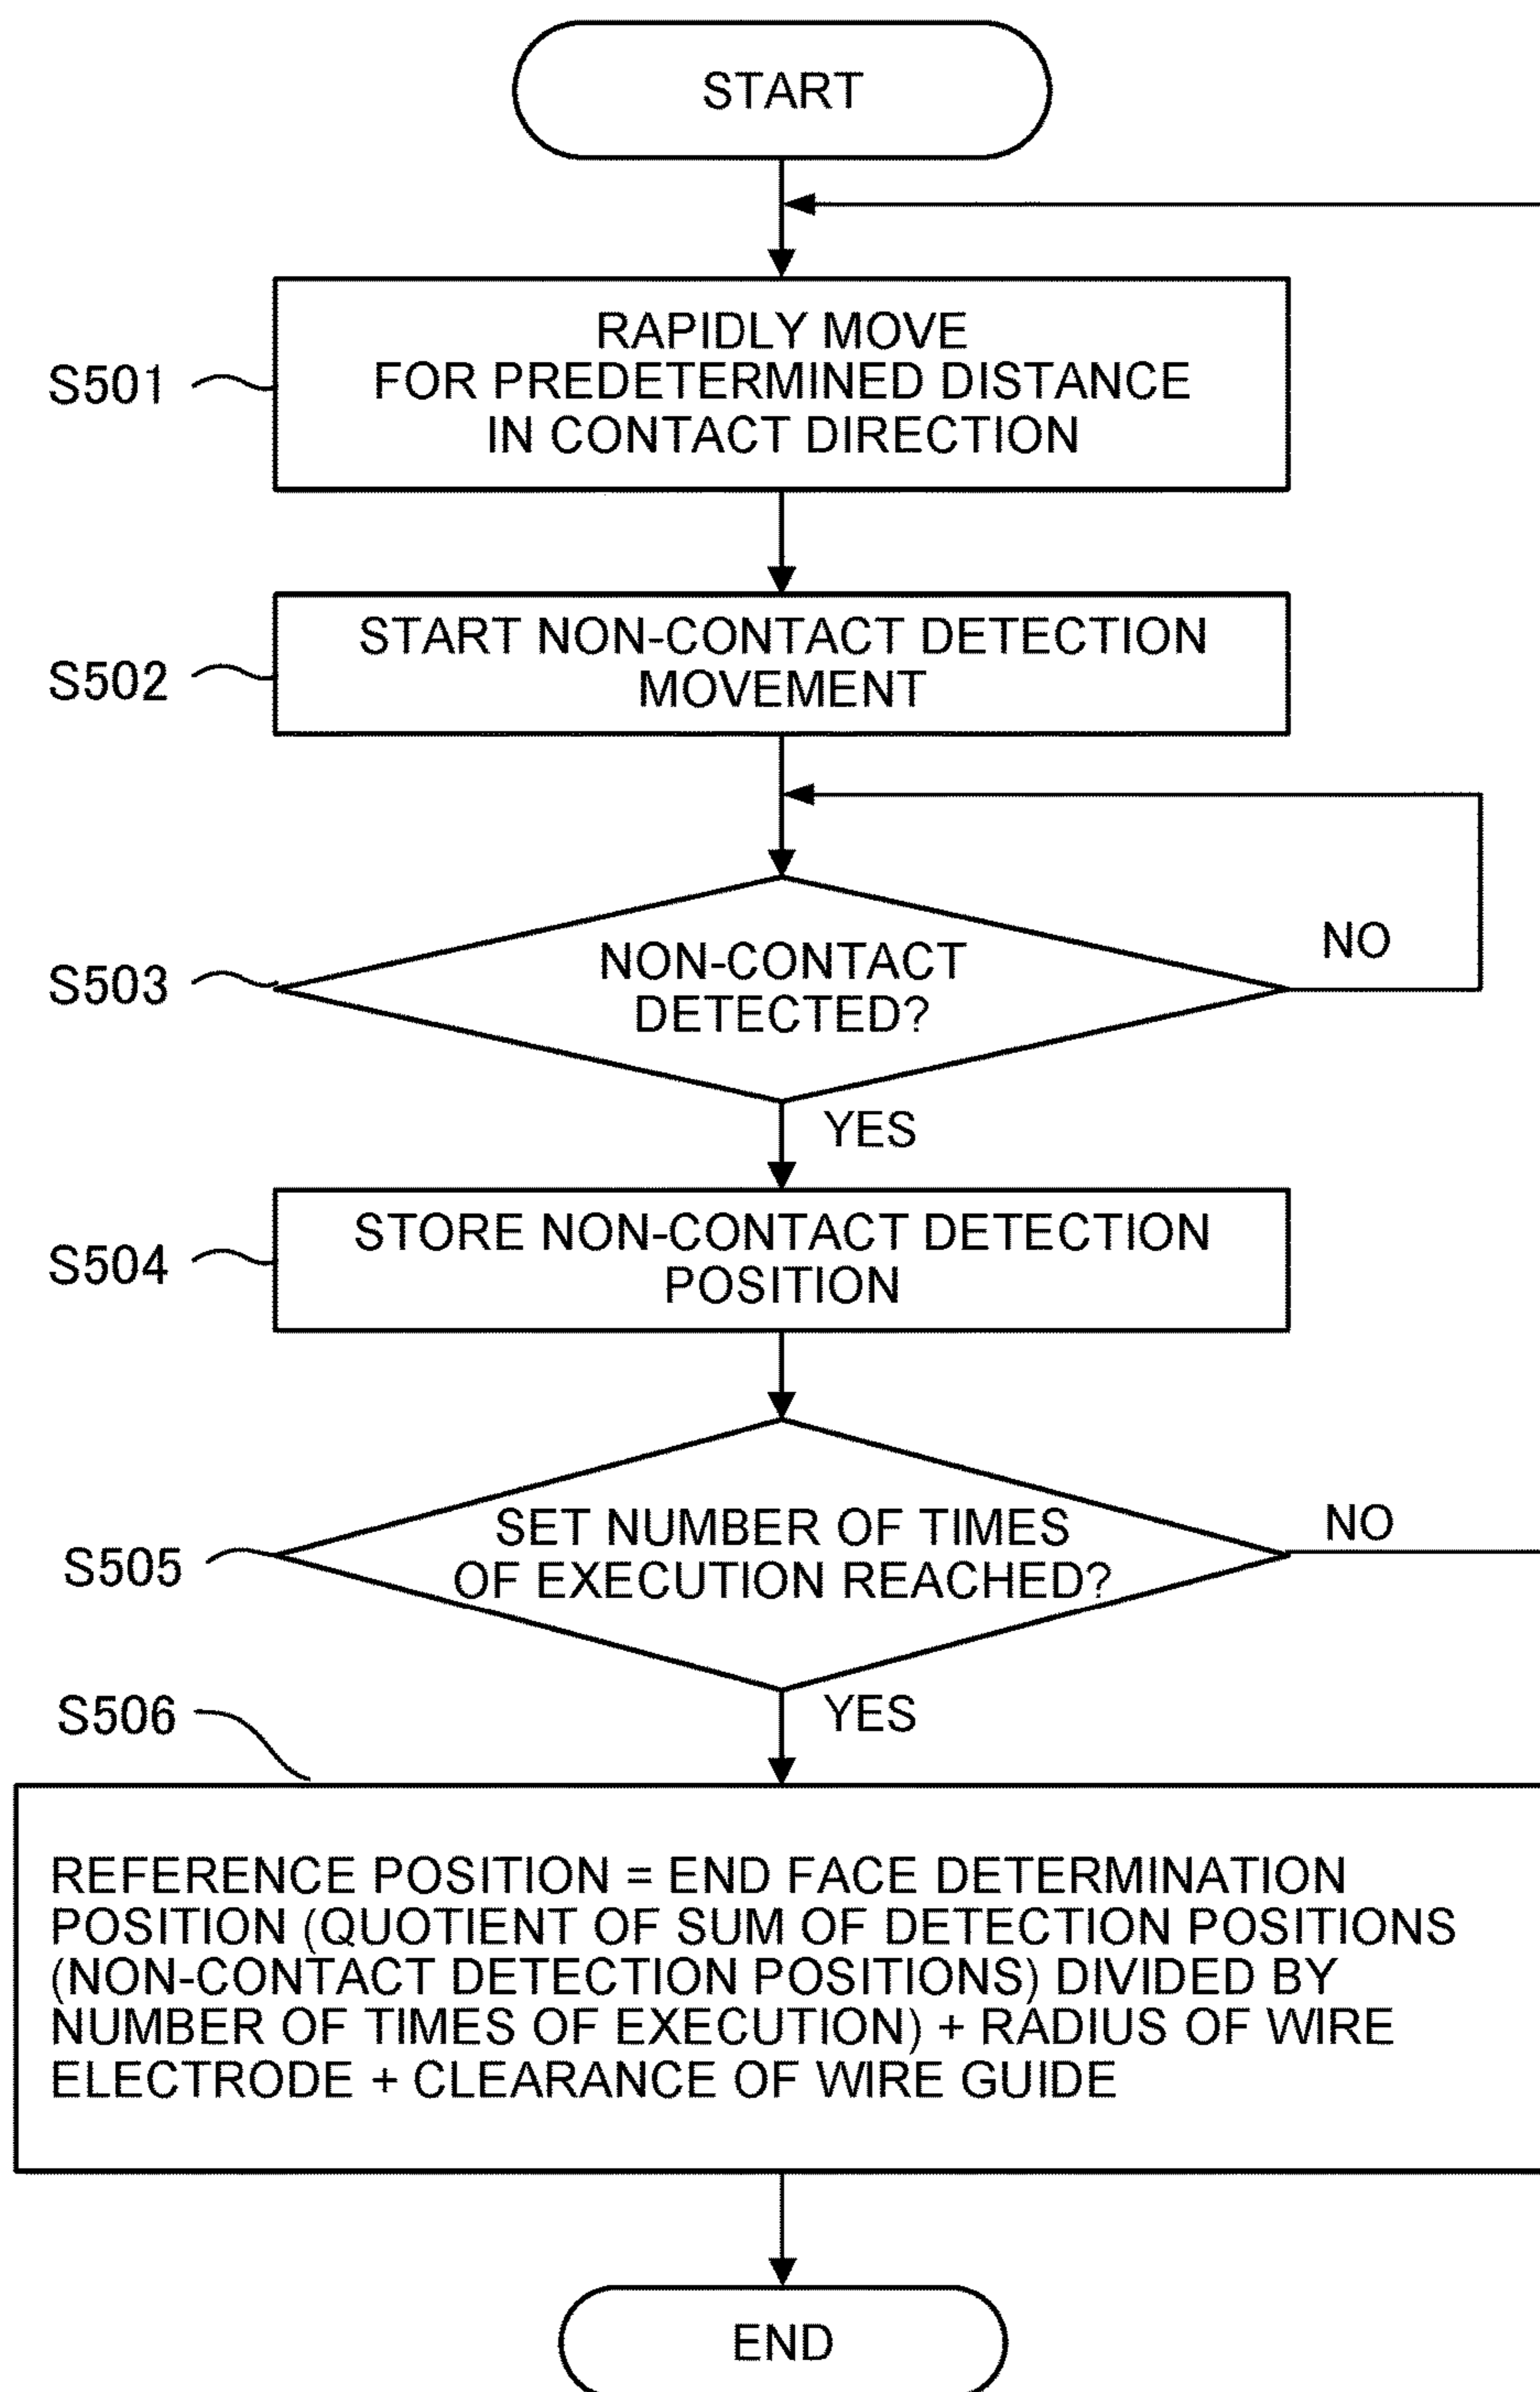 START
S501
RAPIDLY MOVE
FOR PREDETERMINED DISTANCE
IN CONTACT DIRECTION
S502
START NON-CONTACT DETECTION
MOVEMENT
S503
NON-CONTACT
DETECTED?
NO
YES
S504
STORE NON-CONTACT DETECTION
POSITION
S505
SET NUMBER OF TIMES
OF EXECUTION REACHED?
NO
YES
S506
REFERENCE POSITION = END FACE DETERMINATION
POSITION (QUOTIENT OF SUM OF DETECTION POSITIONS
(NON-CONTACT DETECTION POSITIONS) DIVIDED BY
NUMBER OF TIMES OF EXECUTION) + RADIUS OF WIRE
ELECTRODE + CLEARANCE OF WIRE GUIDE
END